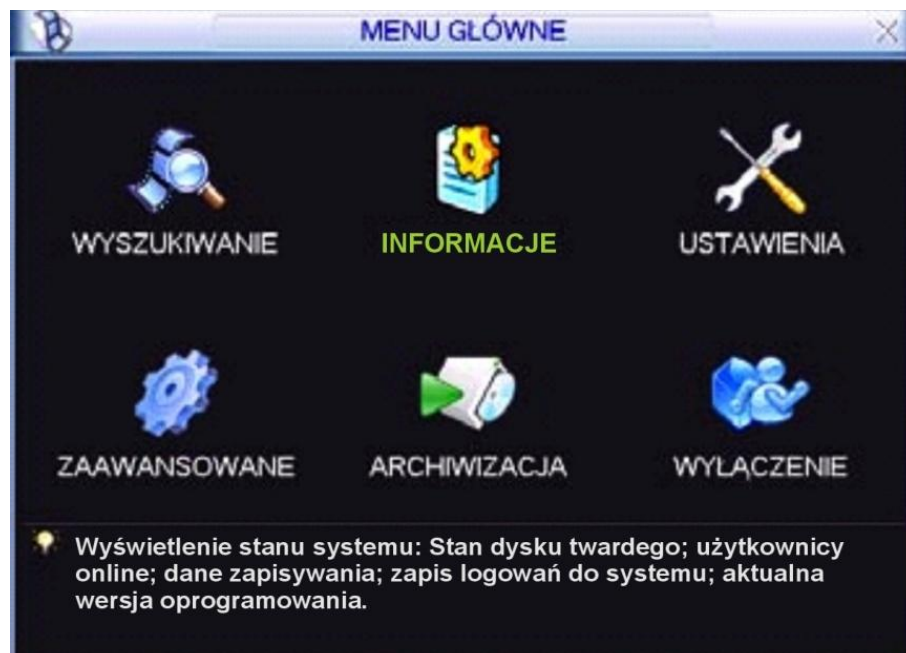 MENU GŁÓWNE
WYSZUKIWANIE
INFORMACJE
USTAWIENIA
ZAAWANSOWANE
ARCHIWIZACJA
WYŁĄCZENIE
Wyświetlenie stanu systemu: Stan dysku twardego; użytkownicy
online; dane zapisywania; zapis logowań do systemu; aktualna
wersja oprogramowania.